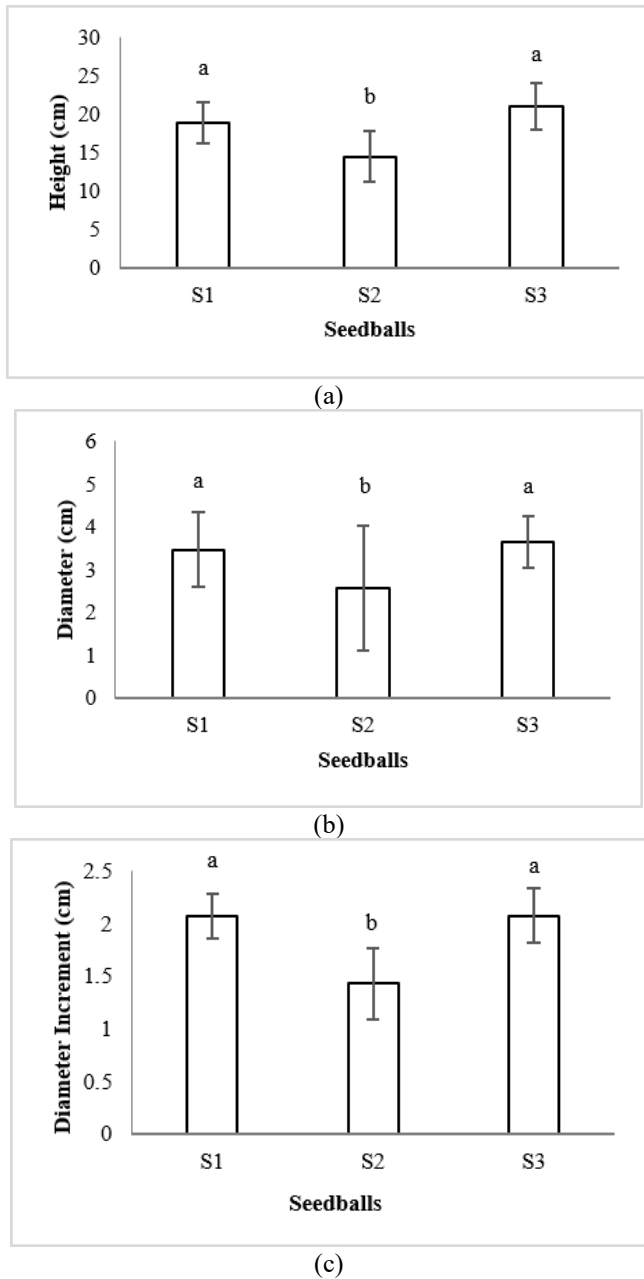 Height (cm)
30
25
20
15
10
5
0
a
b
a
S1
S2
S3
Seedballs
(a)
Diameter (cm)
6
5
4
3
2
1
0
a
b
a
S1
S2
S3
Seedballs
(b)
Diameter Increment (cm)
2.5
2
1.5
1
0.5
0
a
b
a
S1
S2
S3
Seedballs
(c)